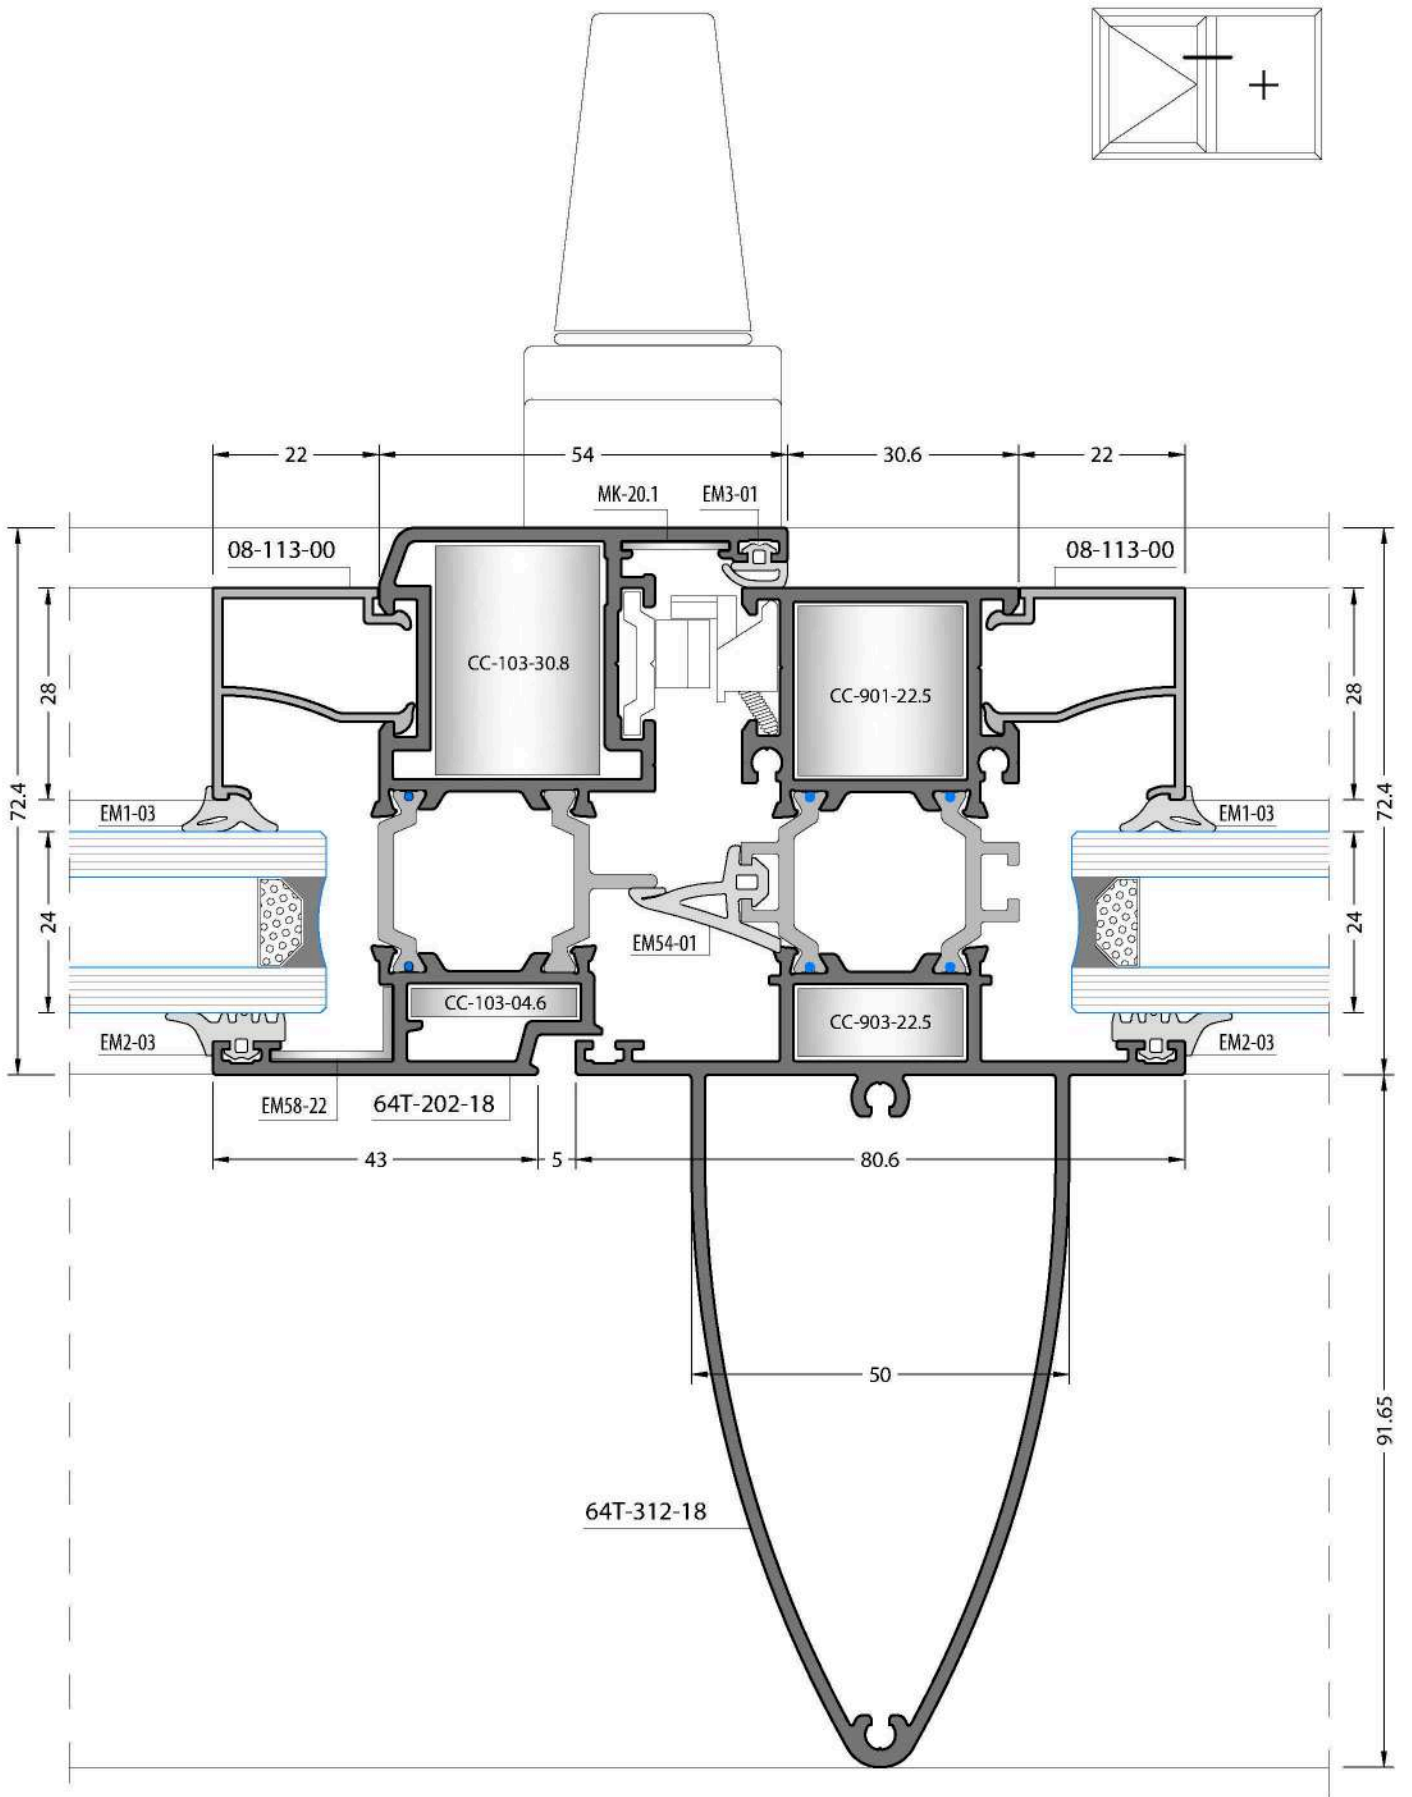 22
54
30.6
22
MK-20.1
EM3-01
08-113-00
08-113-00
CC-103-30.8
CC-901-22.5
28
28
72.4
72.4
EM1-03
EM1-03
24
24
EM54-01
CC-103-04.6
CC-903-22.5
EM2-03
EM2-03
EM58-22
64T-202-18
43
5
80.6
50
91.65
64T-312-18